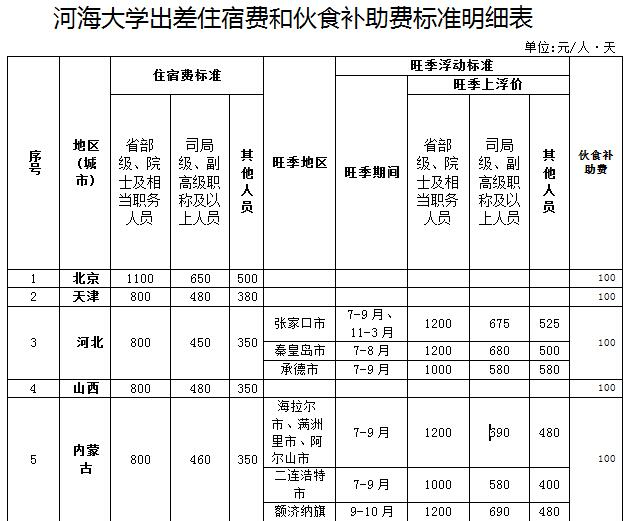 河海大学出差住宿费和伙食补助费标准明细表
单位:元/人·天
序号 地区(城市) 住宿费标准 旺季地区 旺季浮动标准 伙食补助费
旺季期间 旺季上浮价
省部级、院士及相当职务人员 司局级、副高级职称及以上人员 其他人员 省部级、院士及相当职务人员 司局级、副高级职称及以上人员 其他人员
1 北京 1100 650 500 100
2 天津 800 480 380 100
3 河北 800 450 350 张家口市 7-9月、11-3月 1200 675 525 100
秦皇岛市 7-8月 1200 680 500
承德市 7-9月 1000 580 580
4 山西 800 480 350 100
5 内蒙古 800 460 350 海拉尔市、满洲里市、阿尔山市 7-9月 1200 690 480 100
二连浩特市 7-9月 1000 580 400
额济纳旗 9-10月 1200 690 480